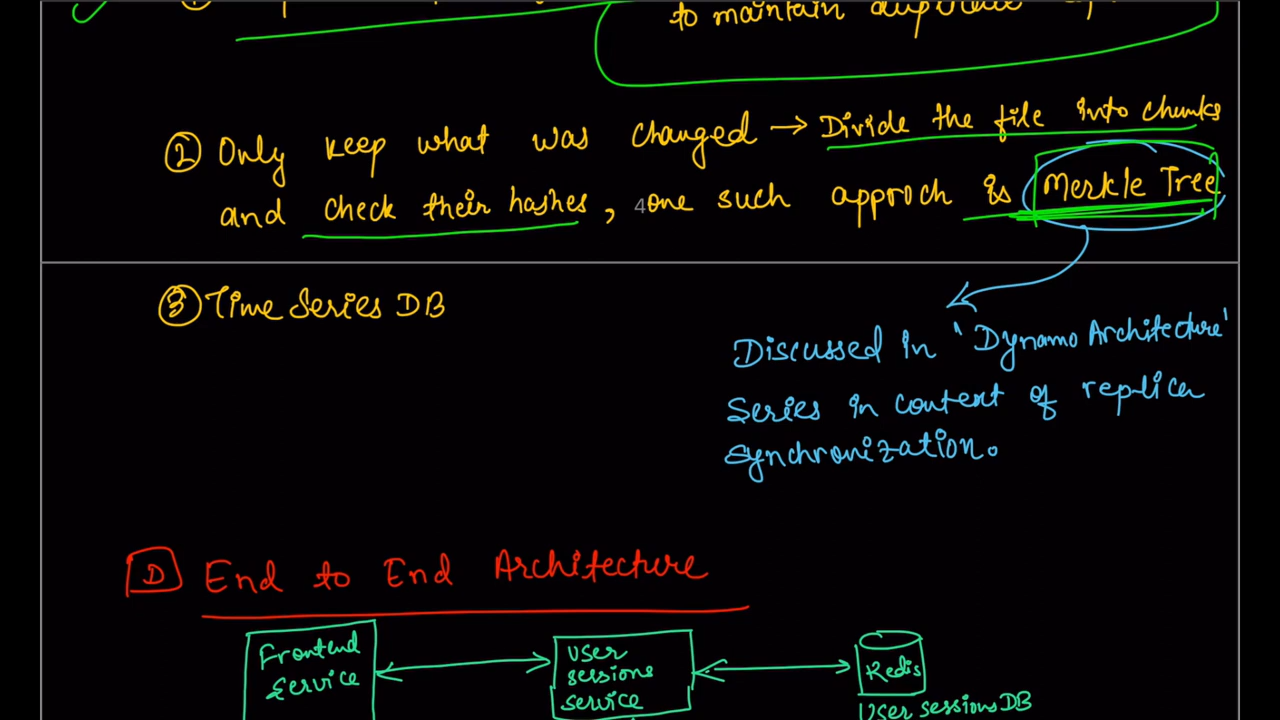 to maintain duplicate
② Only keep what was changed → Divide the file into chunks
and check their hashes, one such approch is Merkle Tree
③ Time Series DB
Discussed in 'Dynamo Architecture'
Series in context of replica
synchronization.
D End to End Architecture
Frontend
Service
User
sessions
service
Redis
User sessions DB
4